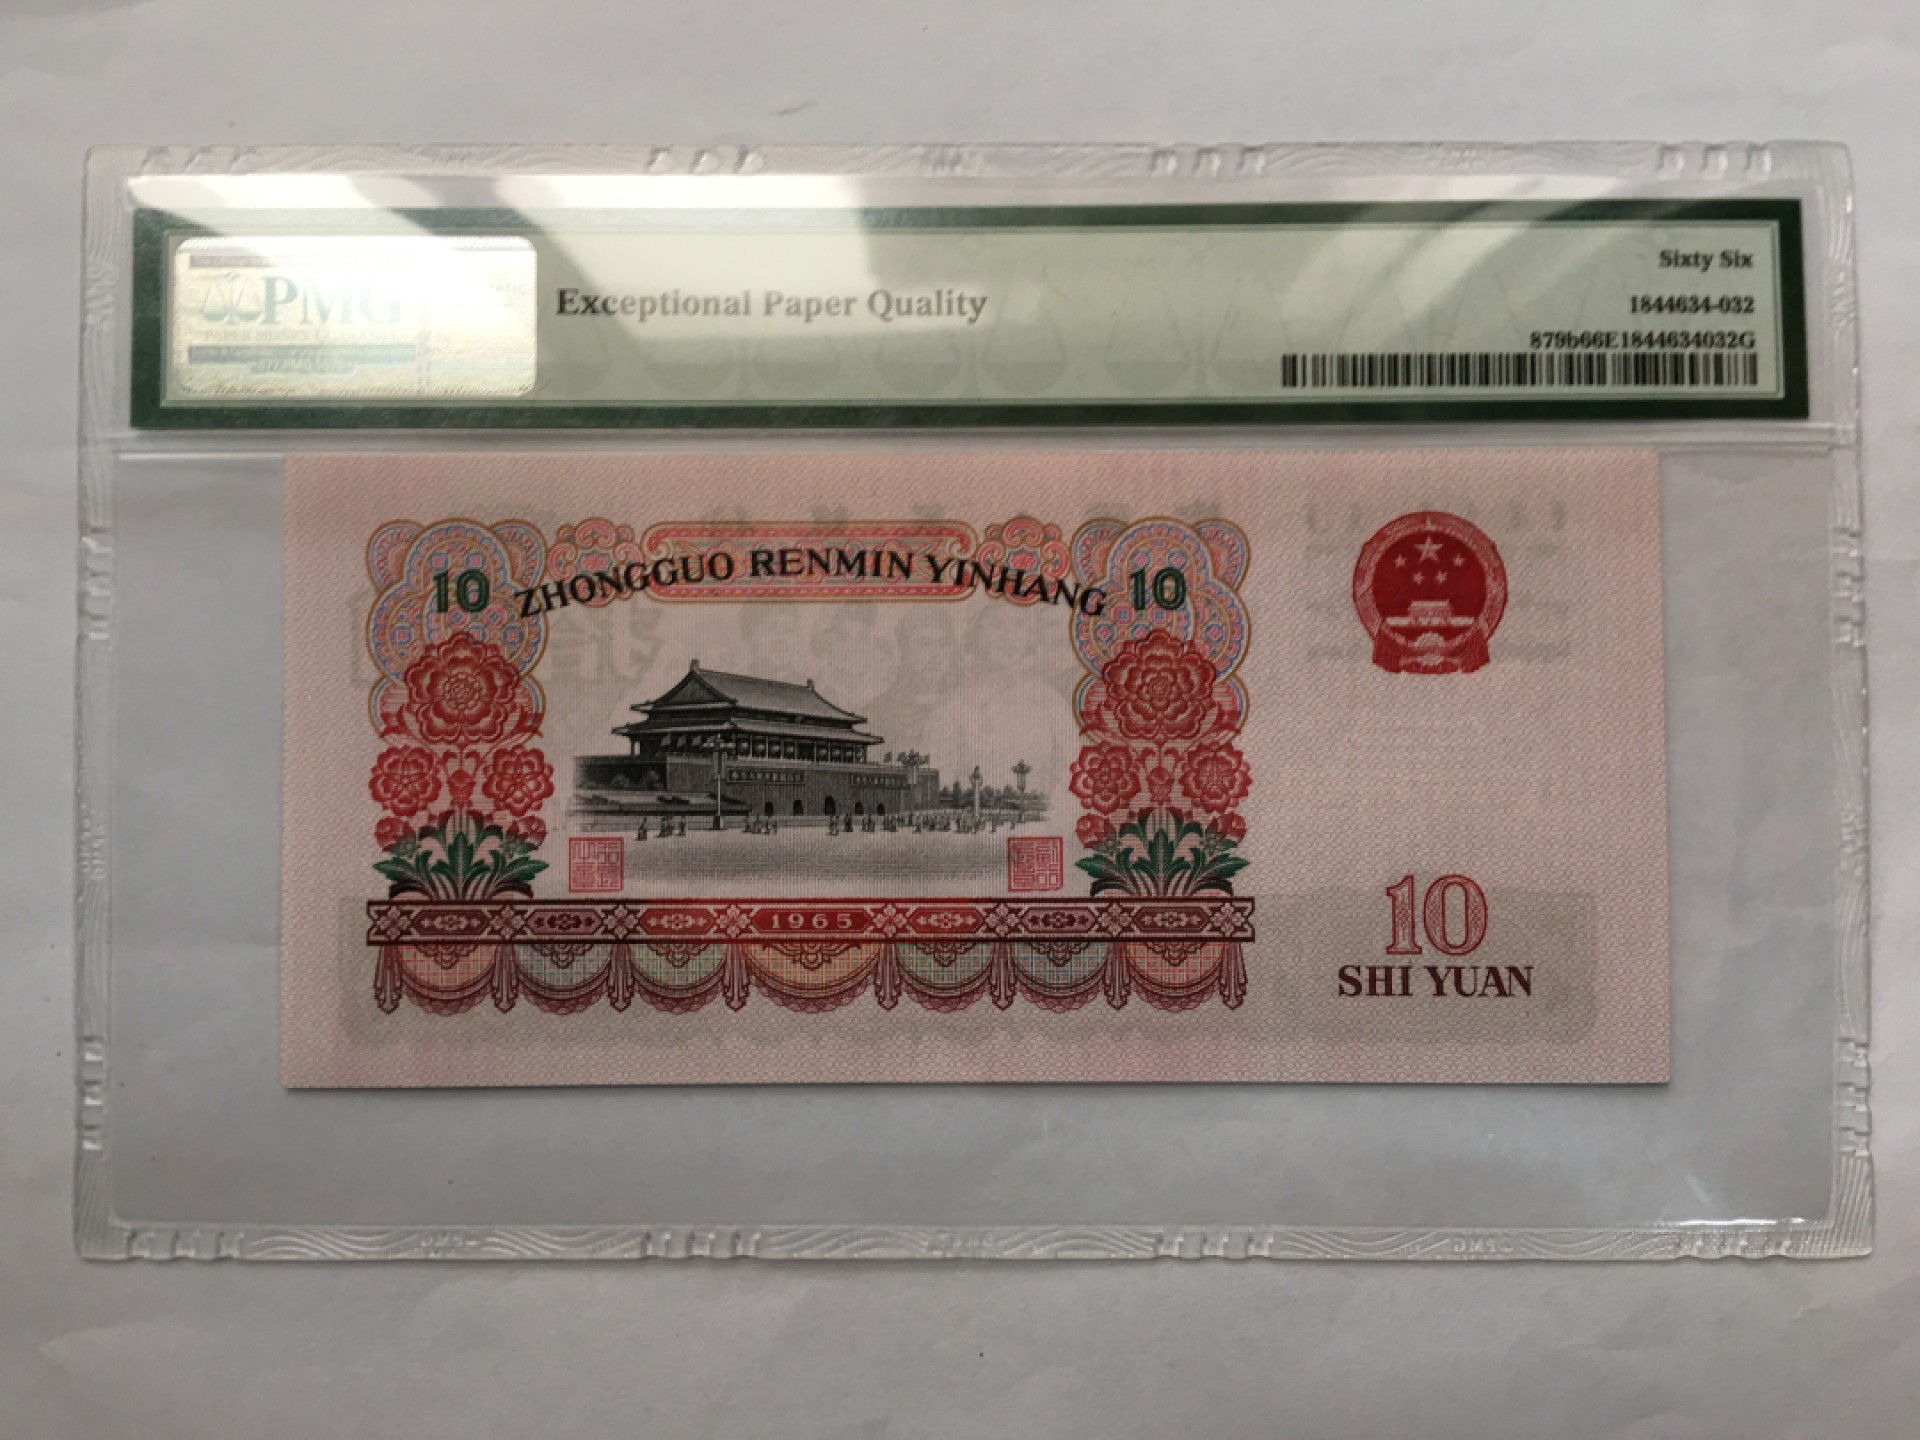 PMG
Exceptional Paper Quality
Sixty Six
1844634-032
879b66E1844634032G
10 ZHONGGUO RENMIN YINHANG 10
1965
10
SHI YUAN